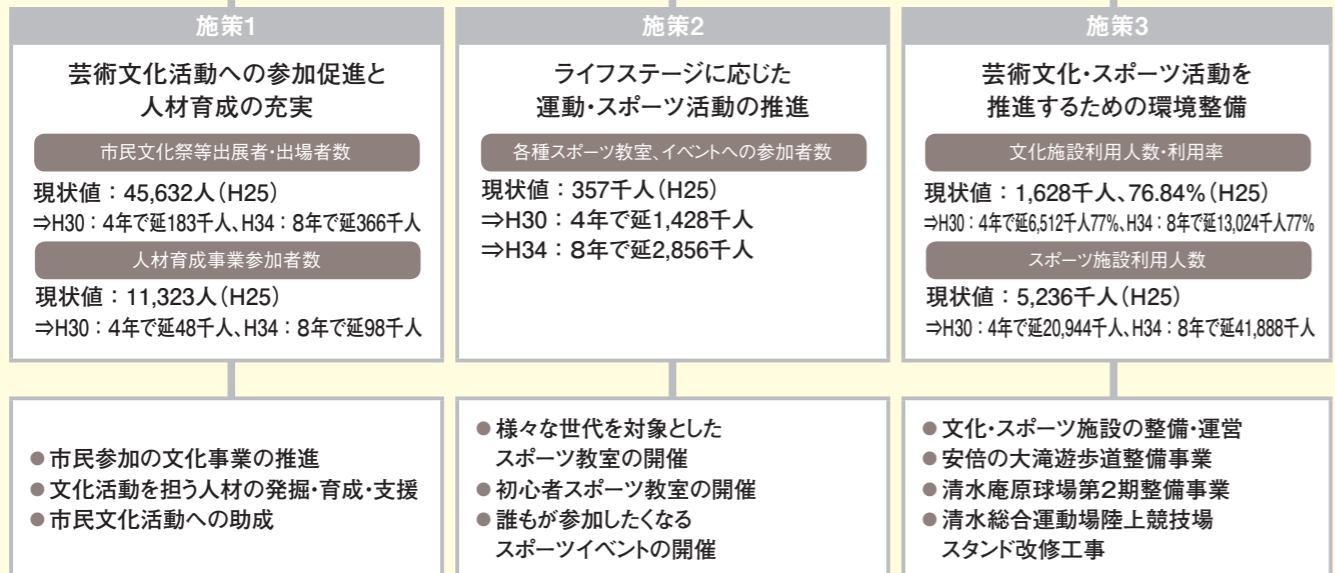 施策1
芸術文化活動への参加促進と
人材育成の充実
市民文化祭等出展者・出場者数
現状値：45,632人（H25）
⇒H30：4年で延183千人、H34：8年で延366千人
人材育成事業参加者数
現状値：11,323人（H25）
⇒H30：4年で延48千人、H34：8年で延98千人
●市民参加の文化事業の推進
●文化活動を担う人材の発掘・育成・支援
●市民文化活動への助成
施策2
ライフステージに応じた
運動・スポーツ活動の推進
各種スポーツ教室、イベントへの参加者数
現状値：357千人（H25）
⇒H30：4年で延1,428千人
⇒H34：8年で延2,856千人
●様々な世代を対象とした
スポーツ教室の開催
●初心者スポーツ教室の開催
●誰もが参加したくなる
スポーツイベントの開催
施策3
芸術文化・スポーツ活動を
推進するための環境整備
文化施設利用人数・利用率
現状値：1,628千人、76.84%（H25）
⇒H30：4年で延6,512千人77%、H34：8年で延13,024千人77%
スポーツ施設利用人数
現状値：5,236千人（H25）
⇒H30：4年で延20,944千人、H34：8年で延41,888千人
●文化・スポーツ施設の整備・運営
●安倍の大滝遊歩道整備事業
●清水庵原球場第2期整備事業
●清水総合運動場陸上競技場
スタンド改修工事